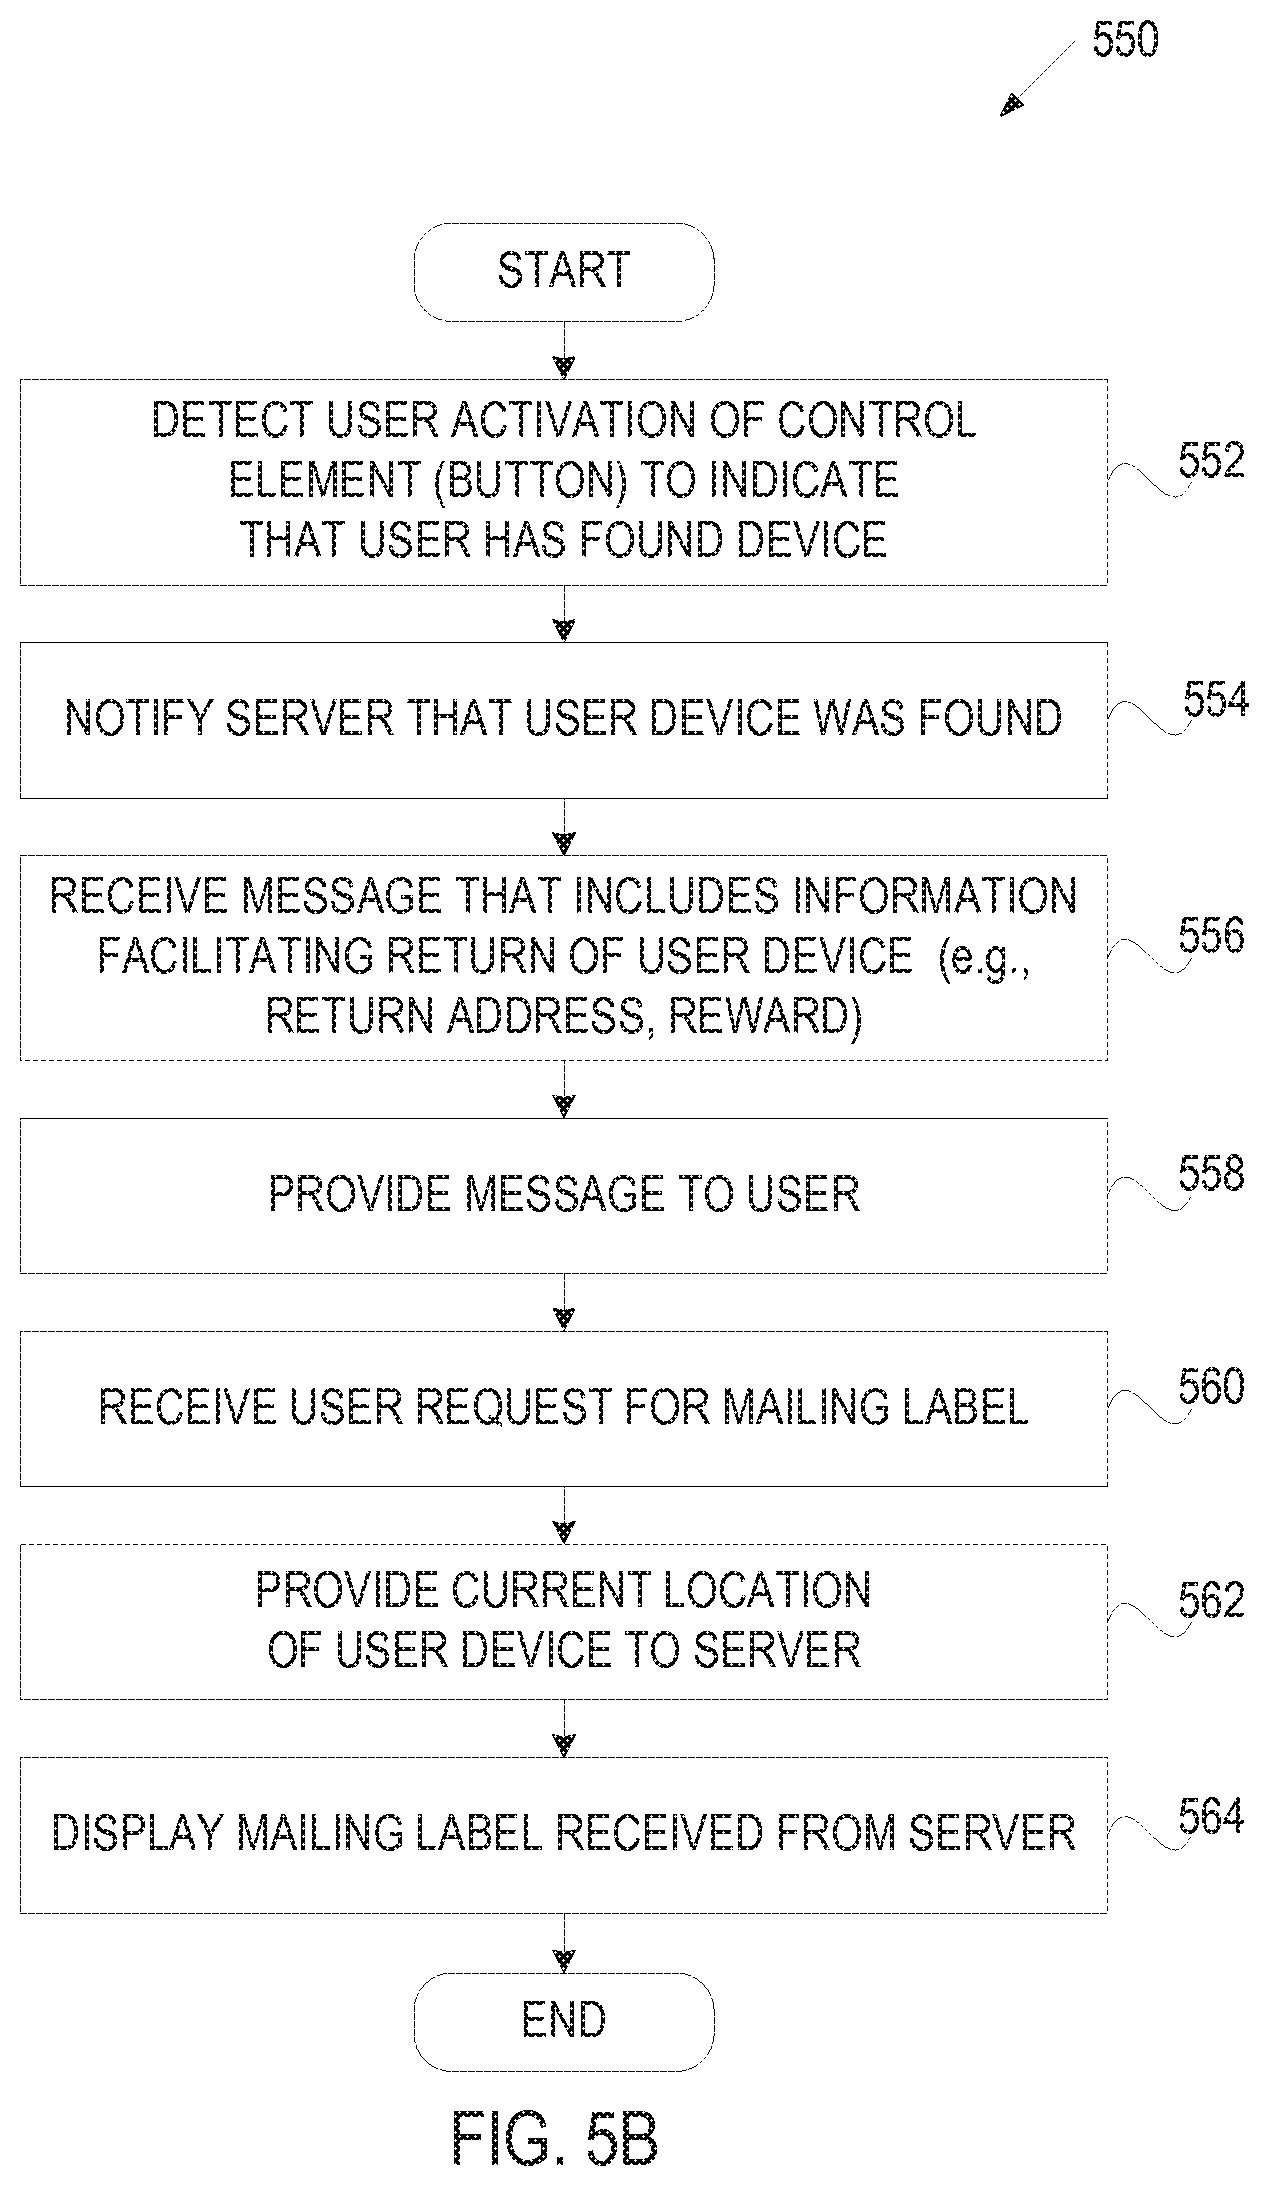 550
START
DETECT USER ACTIVATION OF CONTROL
ELEMENT (BUTTON) TO INDICATE
THAT USER HAS FOUND DEVICE
552
NOTIFY SERVER THAT USER DEVICE WAS FOUND
554
RECEIVE MESSAGE THAT INCLUDES INFORMATION
FACILITATING RETURN OF USER DEVICE (e.g.,
RETURN ADDRESS, REWARD)
556
PROVIDE MESSAGE TO USER
558
RECEIVE USER REQUEST FOR MAILING LABEL
560
PROVIDE CURRENT LOCATION
OF USER DEVICE TO SERVER
562
DISPLAY MAILING LABEL RECEIVED FROM SERVER
564
END
FIG. 5B